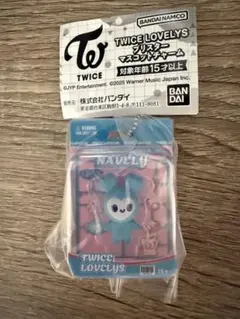 BANDAI NAMCO
TWICE
TWICE LOVELYS
ブリスター
マスコットチャーム
対象年齢15才以上
©JYP Entertainment. ©2025 Warner Music Japan Inc.
株式会社バンダイ
BAN
DAI
NAVELY
TWICE
LOVELYS